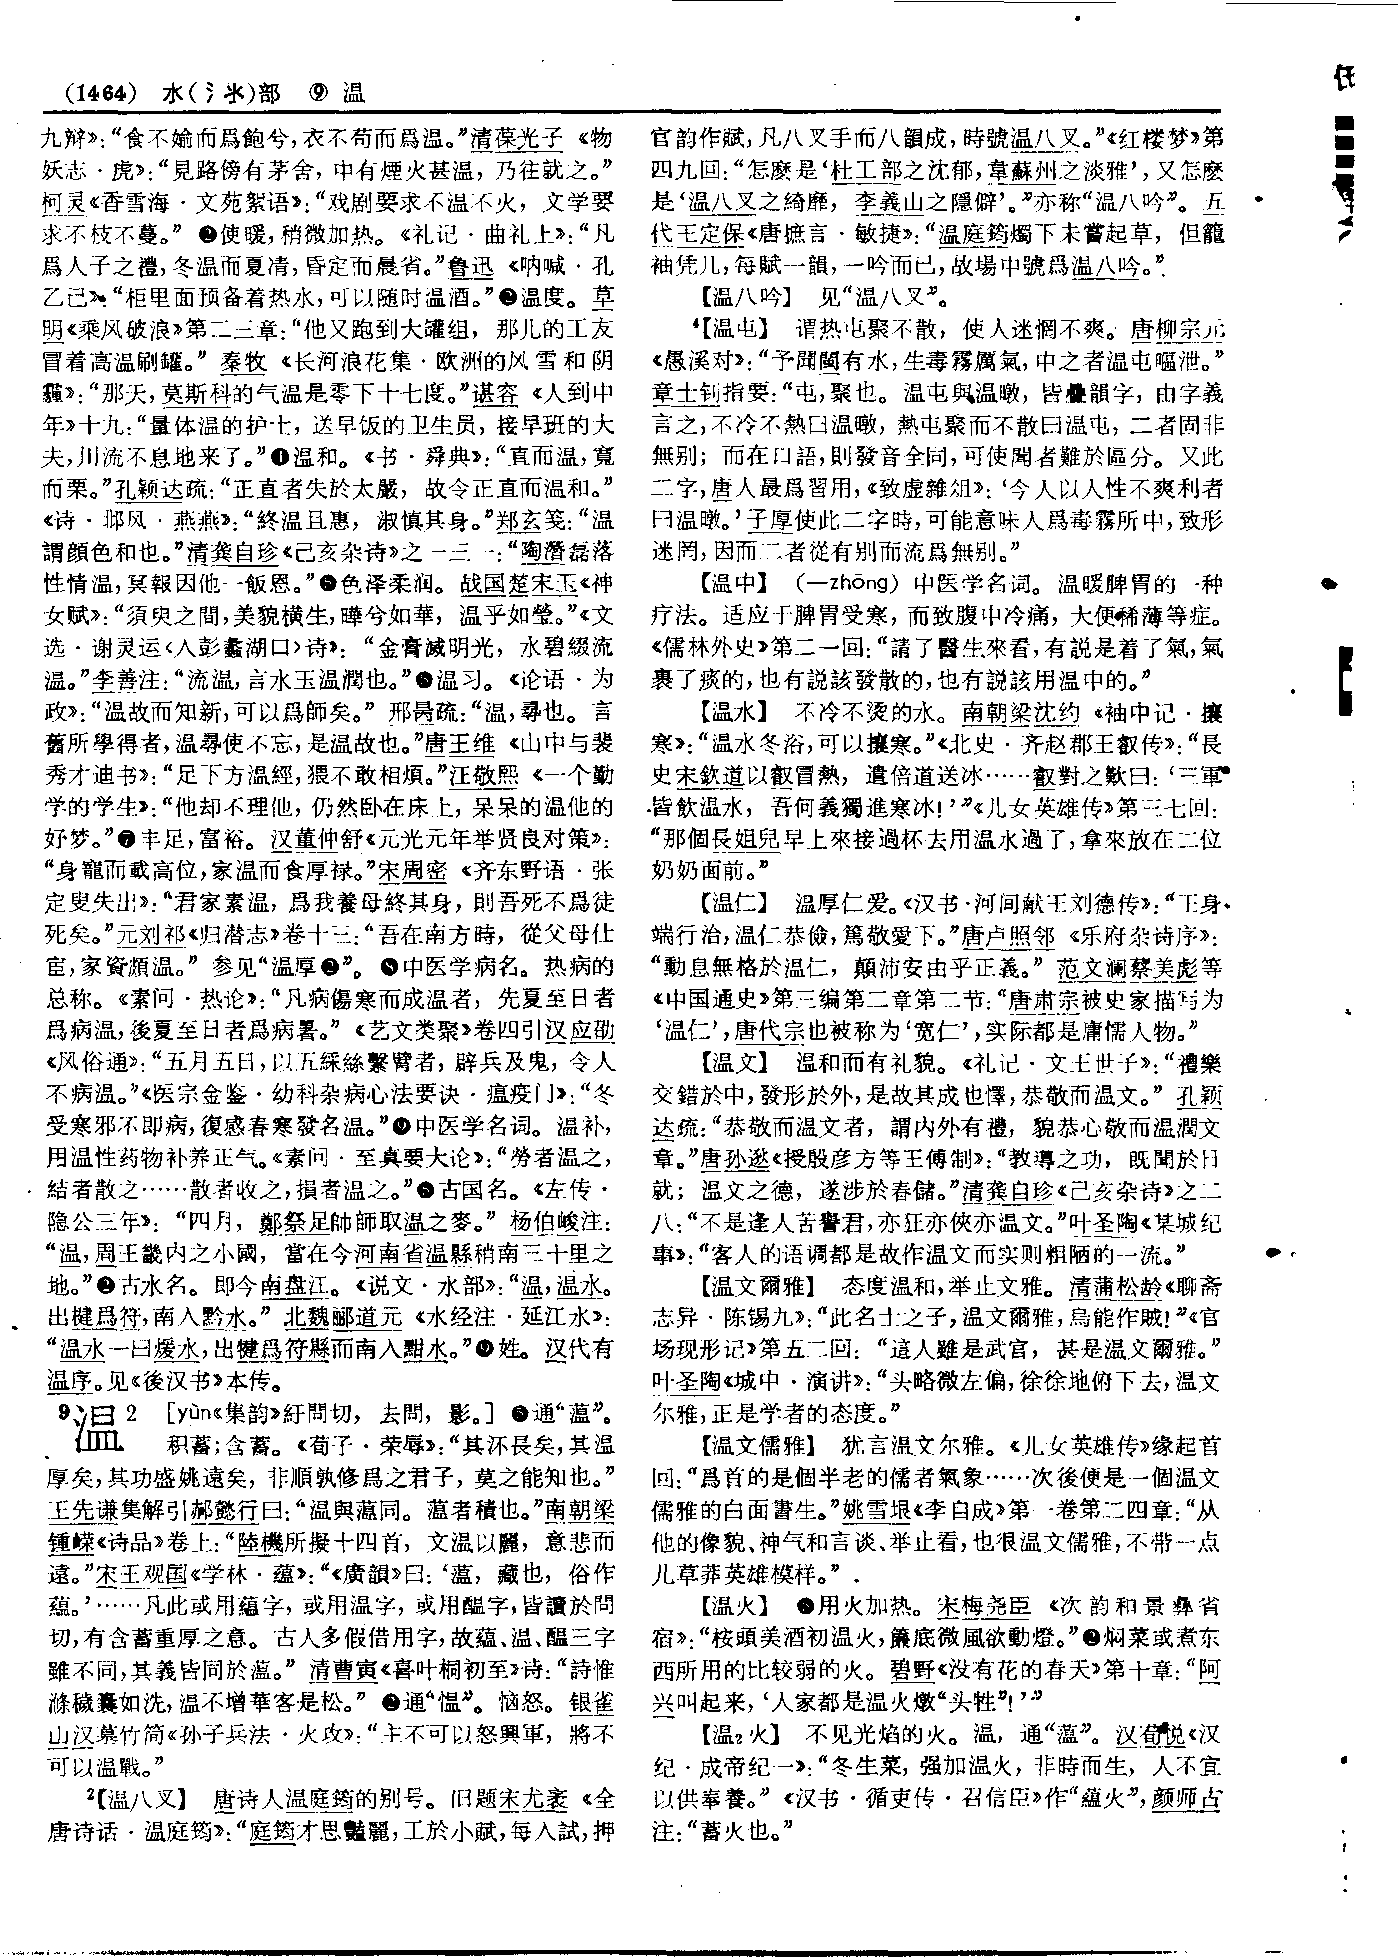 (1464) 水(氵氺)部 ⑨ 温
九辩》：“食不媮而爲飽兮，衣不苟而爲温。”清葆光子《物
妖志·虎》：“見路傍有茅舍，中有煙火甚温，乃往就之。”
柯灵《香雪海·文苑絮语》：“戏剧要求不温不火，文学要
求不枝不蔓。”❷使暖，稍微加热。《礼记·曲礼上》：“凡
爲人子之禮，冬温而夏凊，昏定而晨省。”鲁迅《呐喊·孔
乙己》：“柜里面预备着热水，可以随时温酒。”❸温度。草
明《乘风破浪》第二三章：“他又跑到大罐组，那儿的工友
冒着高温刷罐。”秦牧《长河浪花集·欧洲的风雪和阴
霾》：“那天，莫斯科的气温是零下十七度。”谌容《人到中
年》十九：“量体温的护士，送早饭的卫生员，接早班的大
夫，川流不息地来了。”❹温和。《书·舜典》：“直而温，寬
而栗。”孔颖达疏：“正直者失於太嚴，故令正直而温和。”
《诗·邶风·燕燕》：“終温且惠，淑慎其身。”郑玄笺：“温
謂顔色和也。”清龚自珍《己亥杂诗》之一三一：“陶潛磊落
性情温，冥報因他一飯恩。”❺色泽柔润。战国楚宋玉《神
女赋》：“須臾之間，美貌横生，曄兮如華，温乎如瑩。”《文
选·谢灵运〈入彭蠡湖口〉诗》：“金膏滅明光，水碧綴流
温。”李善注：“流温，言水玉温潤也。”❻温习。《论语·为
政》：“温故而知新，可以爲師矣。”邢昺疏：“温，尋也。言
舊所學得者，温尋使不忘，是温故也。”唐王维《山中与裴
秀才迪书》：“足下方温經，猥不敢相煩。”汪敬熙《一个勤
学的学生》：“他却不理他，仍然卧在床上，呆呆的温他的
好梦。”❼丰足，富裕。汉董仲舒《元光元年举贤良对策》：
“身寵而載高位，家温而食厚禄。”宋周密《齐东野语·张
定叟失出》：“君家素温，爲我養母終其身，則吾死不爲徒
死矣。”元刘祁《归潜志》卷十三：“吾在南方時，從父母仕
宦，家資頗温。”参见“温厚❷”。❽中医学病名。热病的
总称。《素问·热论》：“凡病傷寒而成温者，先夏至日者
爲病温，後夏至日者爲病暑。”《艺文类聚》卷四引汉应劭
《风俗通》：“五月五日，以五綵絲繫臂者，辟兵及鬼，令人
不病温。”《医宗金鉴·幼科杂病心法要诀·瘟疫门》：“冬
受寒邪不即病，復感春寒發名温。”❾中医学名词。温补，
用温性药物补养正气。《素问·至真要大论》：“勞者温之，
結者散之……散者收之，損者温之。”❿古国名。《左传·
隐公三年》：“四月，鄭祭足帥師取温之麥。”杨伯峻注：
“温，周王畿内之小國，當在今河南省温縣稍南三十里之
地。”⓫古水名。即今南盘江。《说文·水部》：“温，温水。
出犍爲符，南入黔水。”北魏郦道元《水经注·延江水》：
“温水一曰煖水，出犍爲符縣而南入黚水。”⓬姓。汉代有
温序。见《後汉书》本传。
9温2 [yùn《集韵》紆問切，去問，影。]❶通“薀”。
积蓄；含蓄。《荀子·荣辱》：“其㳅長矣，其温
厚矣，其功盛姚遠矣，非順孰修爲之君子，莫之能知也。”
王先谦集解引郝懿行曰：“温與薀同。薀者積也。”南朝梁
锺嵘《诗品》卷上：“陸機所擬十四首，文温以麗，意悲而
遠。”宋王观国《学林·蕴》：“《廣韻》曰：‘薀，藏也，俗作
藴。’……凡此或用藴字，或用温字，或用醖字，皆讀於問
切，有含蓄重厚之意。古人多假借用字，故藴、温、醖三字
雖不同，其義皆同於薀。”清曹寅《喜叶桐初至》诗：“詩惟
滌穢囊如洗，温不增華客是松。”❷通“愠”。恼怒。银雀
山汉墓竹简《孙子兵法·火攻》：“主不可以怒興軍，將不
可以温戰。”
2【温八叉】 唐诗人温庭筠的别号。旧题宋尤袤《全
唐诗话·温庭筠》：“庭筠才思豔麗，工於小賦，每入試，押
官韵作賦，凡八叉手而八韻成，時號温八叉。”《红楼梦》第
四九回：“怎麽是‘杜工部之沈郁，韋蘇州之淡雅’，又怎麽
是‘温八叉之綺靡，李義山之隱僻’。”亦称“温八吟”。五
代王定保《唐摭言·敏捷》：“温庭筠燭下未嘗起草，但籠
袖凭几，每賦一韻，一吟而已，故場中號爲温八吟。”
【温八吟】 见“温八叉”。
4【温屯】 谓热屯聚不散，使人迷惘不爽。唐柳宗元
《愚溪对》：“予聞閩有水，生毒霧厲氣，中之者温屯嘔泄。”
章士钊指要：“屯，聚也。温屯與温暾，皆疊韻字，由字義
言之，不冷不熱曰温暾，熱屯聚而不散曰温屯，二者固非
無别；而在口語，則發音全同，可使聞者難於區分。又此
二字，唐人最爲習用，《致虚雜俎》：‘今人以人性不爽利者
曰温暾。’子厚使此二字時，可能意味人爲毒霧所中，致形
迷罔，因而二者從有别而流爲無别。”
【温中】 (—zhōng) 中医学名词。温暖脾胃的一种
疗法。适应于脾胃受寒，而致腹中冷痛，大便稀薄等症。
《儒林外史》第二一回：“請了醫生來看，有説是着了氣，氣
裹了痰的，也有説該發散的，也有説該用温中的。”
【温水】 不冷不烫的水。南朝梁沈约《袖中记·攘
寒》：“温水冬浴，可以攘寒。”《北史·齐赵郡王叡传》：“長
史宋欽道以叡冒熱，遣倍道送冰……叡對之歎曰：‘三軍
皆飲温水，吾何義獨進寒冰！’”《儿女英雄传》第三七回：
“那個長姐兒早上來接過杯去用温水過了，拿來放在二位
奶奶面前。”
【温仁】 温厚仁爱。《汉书·河间献王刘德传》：“王身
端行治，温仁恭儉，篤敬愛下。”唐卢照邻《乐府杂诗序》：
“動息無格於温仁，顛沛安由乎正義。”范文澜蔡美彪等
《中国通史》第三编第二章第二节：“唐肃宗被史家描写为
‘温仁’，唐代宗也被称为‘宽仁’，实际都是庸懦人物。”
【温文】 温和而有礼貌。《礼记·文王世子》：“禮樂
交錯於中，發形於外，是故其成也懌，恭敬而温文。”孔颖
达疏：“恭敬而温文者，謂内外有禮，貌恭心敬而温潤文
章。”唐孙逖《授殷彦方等王傅制》：“教導之功，既聞於日
就；温文之德，遂涉於春儲。”清龚自珍《己亥杂诗》之二
八：“不是逢人苦譽君，亦狂亦俠亦温文。”叶圣陶《某城纪
事》：“客人的语调都是故作温文而实则粗陋的一流。”
【温文爾雅】 态度温和，举止文雅。清蒲松龄《聊斋
志异·陈锡九》：“此名士之子，温文爾雅，烏能作賊！”《官
场现形记》第五二回：“這人雖是武官，甚是温文爾雅。”
叶圣陶《城中·演讲》：“头略微左偏，徐徐地俯下去，温文
尔雅，正是学者的态度。”
【温文儒雅】 犹言温文尔雅。《儿女英雄传》缘起首
回：“爲首的是個半老的儒者氣象……次後便是一個温文
儒雅的白面書生。”姚雪垠《李自成》第一卷第二四章：“从
他的像貌、神气和言谈、举止看，也很温文儒雅，不带一点
儿草莽英雄模样。”
【温火】 ❶用火加热。宋梅尧臣《次韵和景彝省
宿》：“桉頭美酒初温火，簾底微風欲動燈。”❷焖菜或煮东
西所用的比较弱的火。碧野《没有花的春天》第十章：“阿
兴叫起来，‘人家都是温火燉“头牲”！’”
【温2火】 不见光焰的火。温，通“薀”。汉荀悦《汉
纪·成帝纪一》：“冬生菜，强加温火，非時而生，人不宜
以供奉養。”《汉书·循吏传·召信臣》作“藴火”，颜师古
注：“蓄火也。”